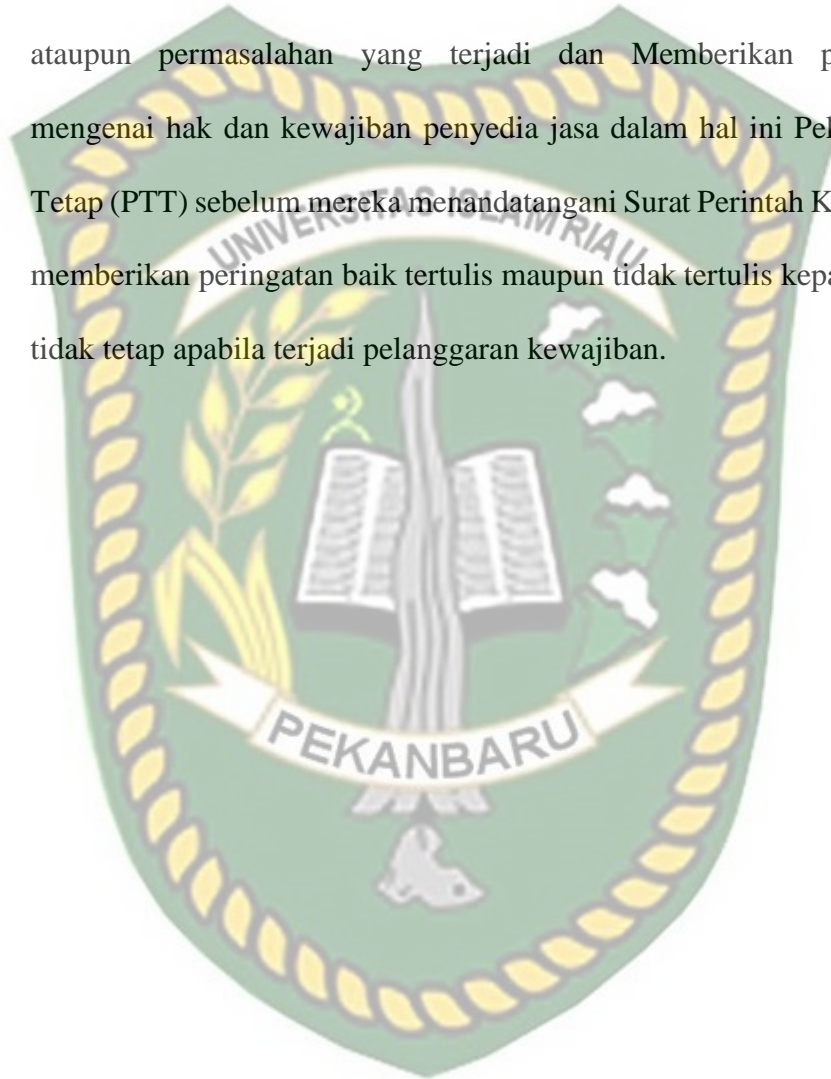 ataupun permasalahan yang terjadi dan Memberikan p
mengenai hak dan kewajiban penyedia jasa dalam hal ini Pel
Tetap (PTT) sebelum mereka menandatangani Surat Perintah K
memberikan peringatan baik tertulis maupun tidak tertulis kepa
tidak tetap apabila terjadi pelanggaran kewajiban.
UNIVERSITAS ISLAM RIAU
PEKANBARU